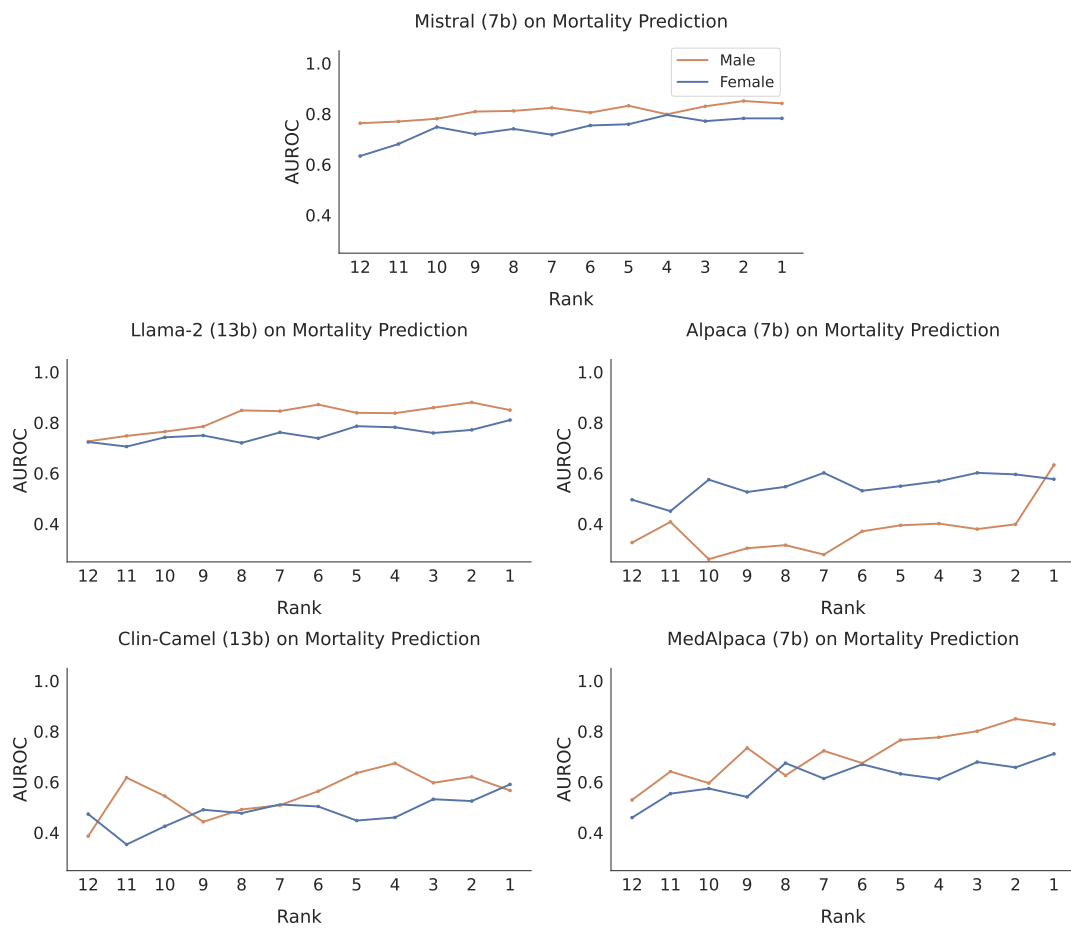 Mistral (7b) on Mortality Prediction
Male
Female
AUROC
1.0
0.8
0.6
0.4
12 11 10 9 8 7 6 5 4 3 2 1
Rank
Llama-2 (13b) on Mortality Prediction
AUROC
1.0
0.8
0.6
0.4
12 11 10 9 8 7 6 5 4 3 2 1
Rank
Alpaca (7b) on Mortality Prediction
AUROC
1.0
0.8
0.6
0.4
12 11 10 9 8 7 6 5 4 3 2 1
Rank
Clin-Camel (13b) on Mortality Prediction
AUROC
1.0
0.8
0.6
0.4
12 11 10 9 8 7 6 5 4 3 2 1
Rank
MedAlpaca (7b) on Mortality Prediction
AUROC
1.0
0.8
0.6
0.4
12 11 10 9 8 7 6 5 4 3 2 1
Rank